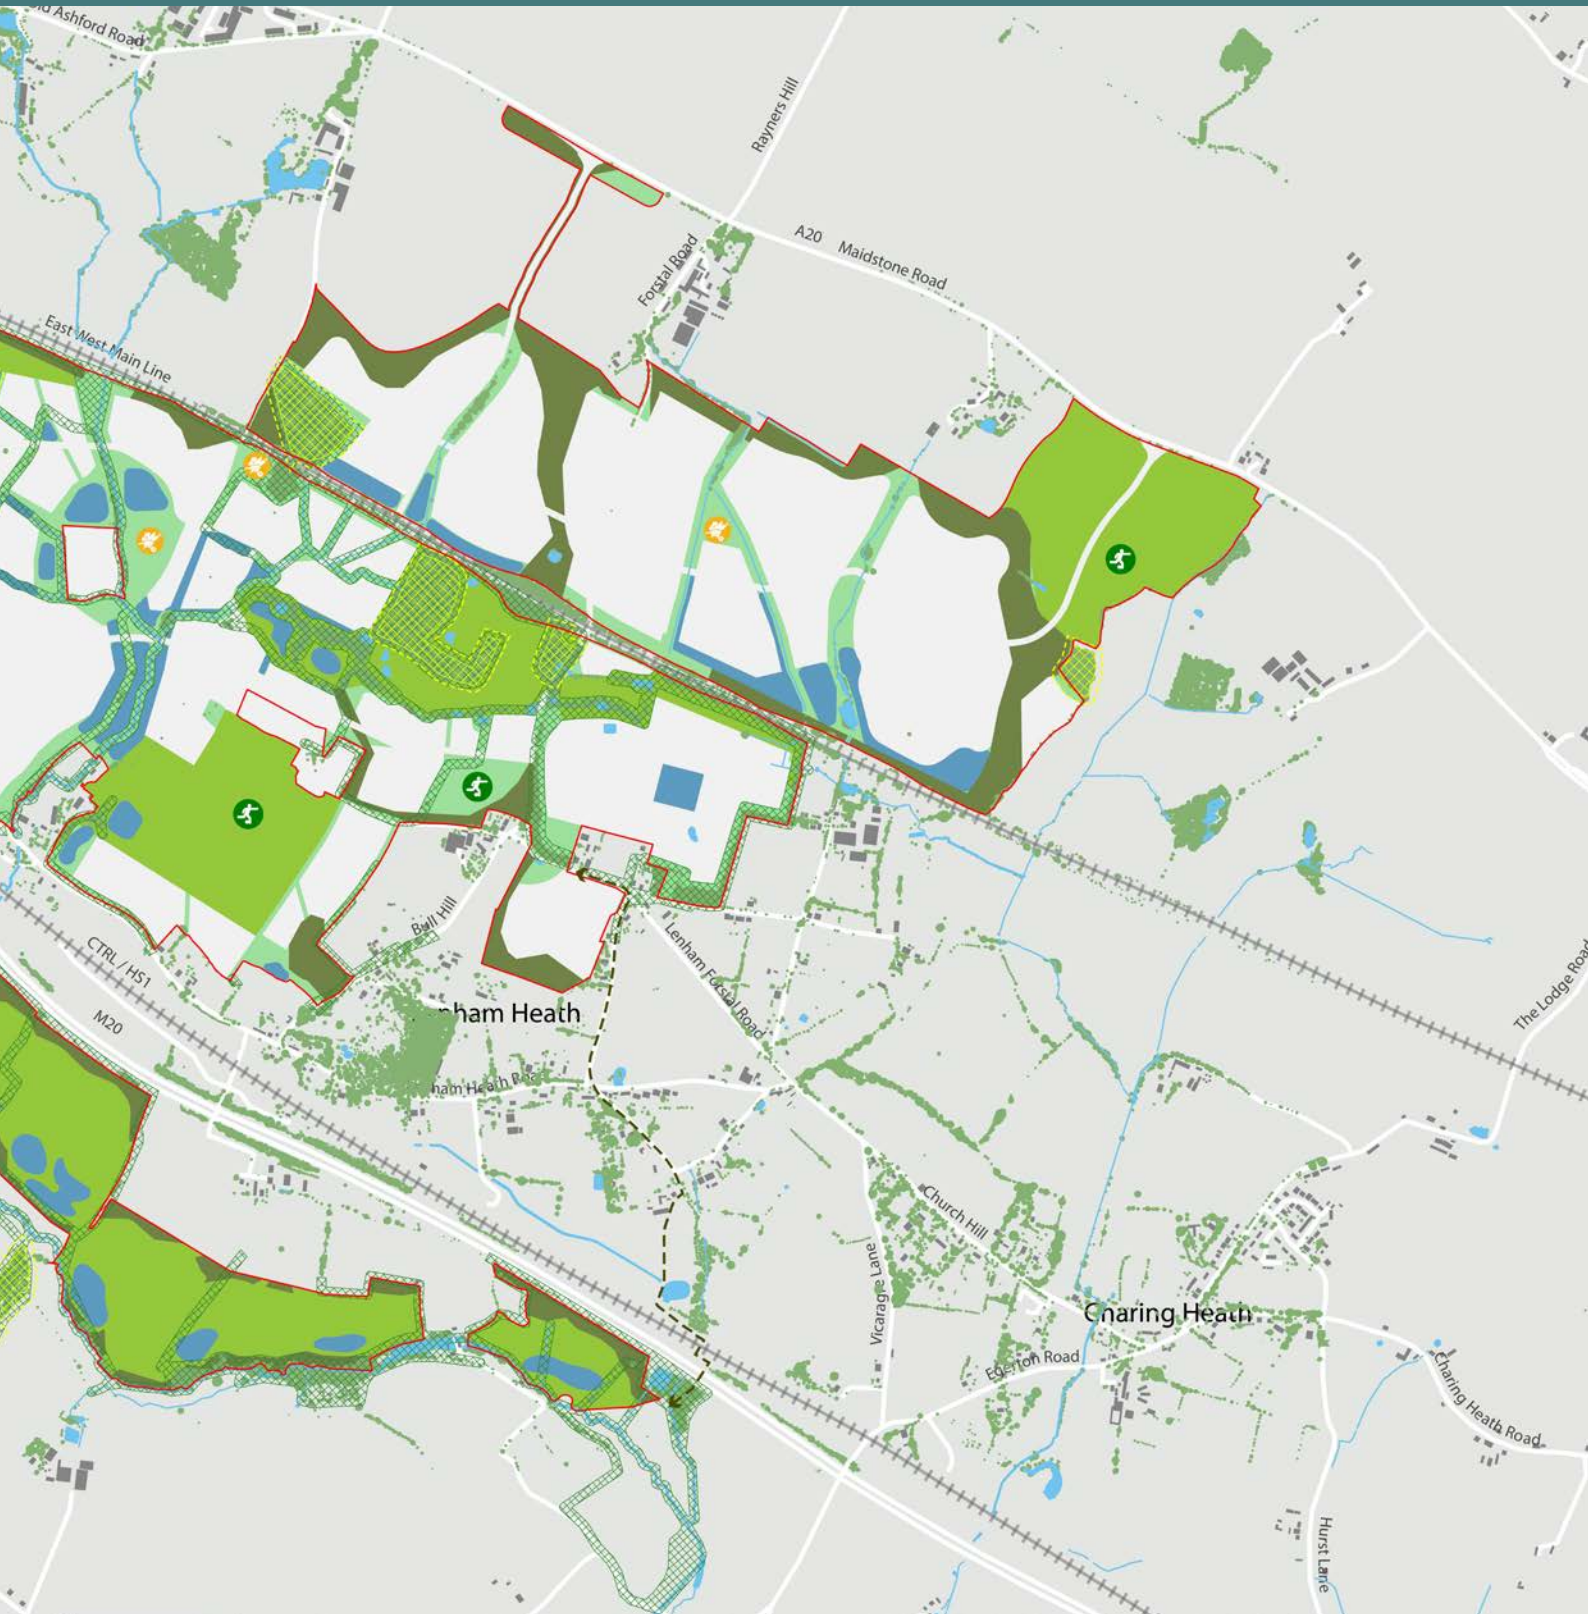 Ashford Road
Rayners Hill
A20 Maidstone Road
Forstal Road
East West Main Line
Bull Hill
Lenham Forstal Road
CTRL / HS1
M20
The Lodge Road
Heath
Church Hill
Vicarage Lane
Charing Heath
Egerton Road
Charing Heath Road
Hurst Lane